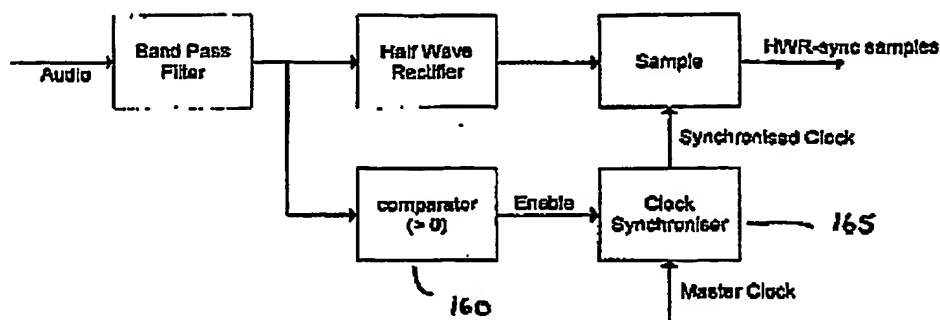 Audio
Band Pass
Filter
Half Wave
Rectifier
Sample
HWR-sync samples
Synchronised Clock
comparator
(> 0)
Enable
Clock
Synchroniser
165
160
Master Clock